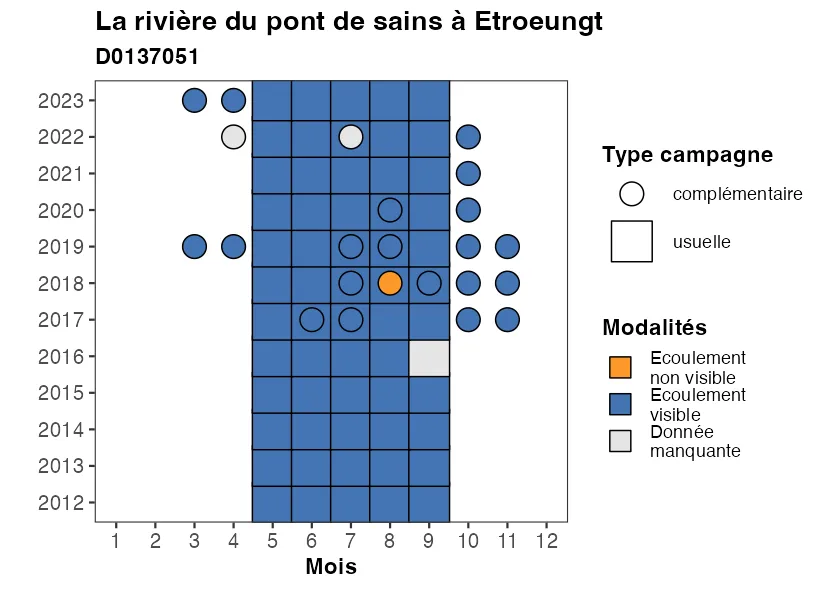 La rivière du pont de sains à Etroeungt
D0137051
2023
2022
2021
2020
2019
2018
2017
2016
2015
2014
2013
2012
1 2 3 4 5 6 7 8 9 10 11 12
Mois
Type campagne
complémentaire
usuelle
Modalités
Ecoulement
non visible
Ecoulement
visible
Donnée
manquante